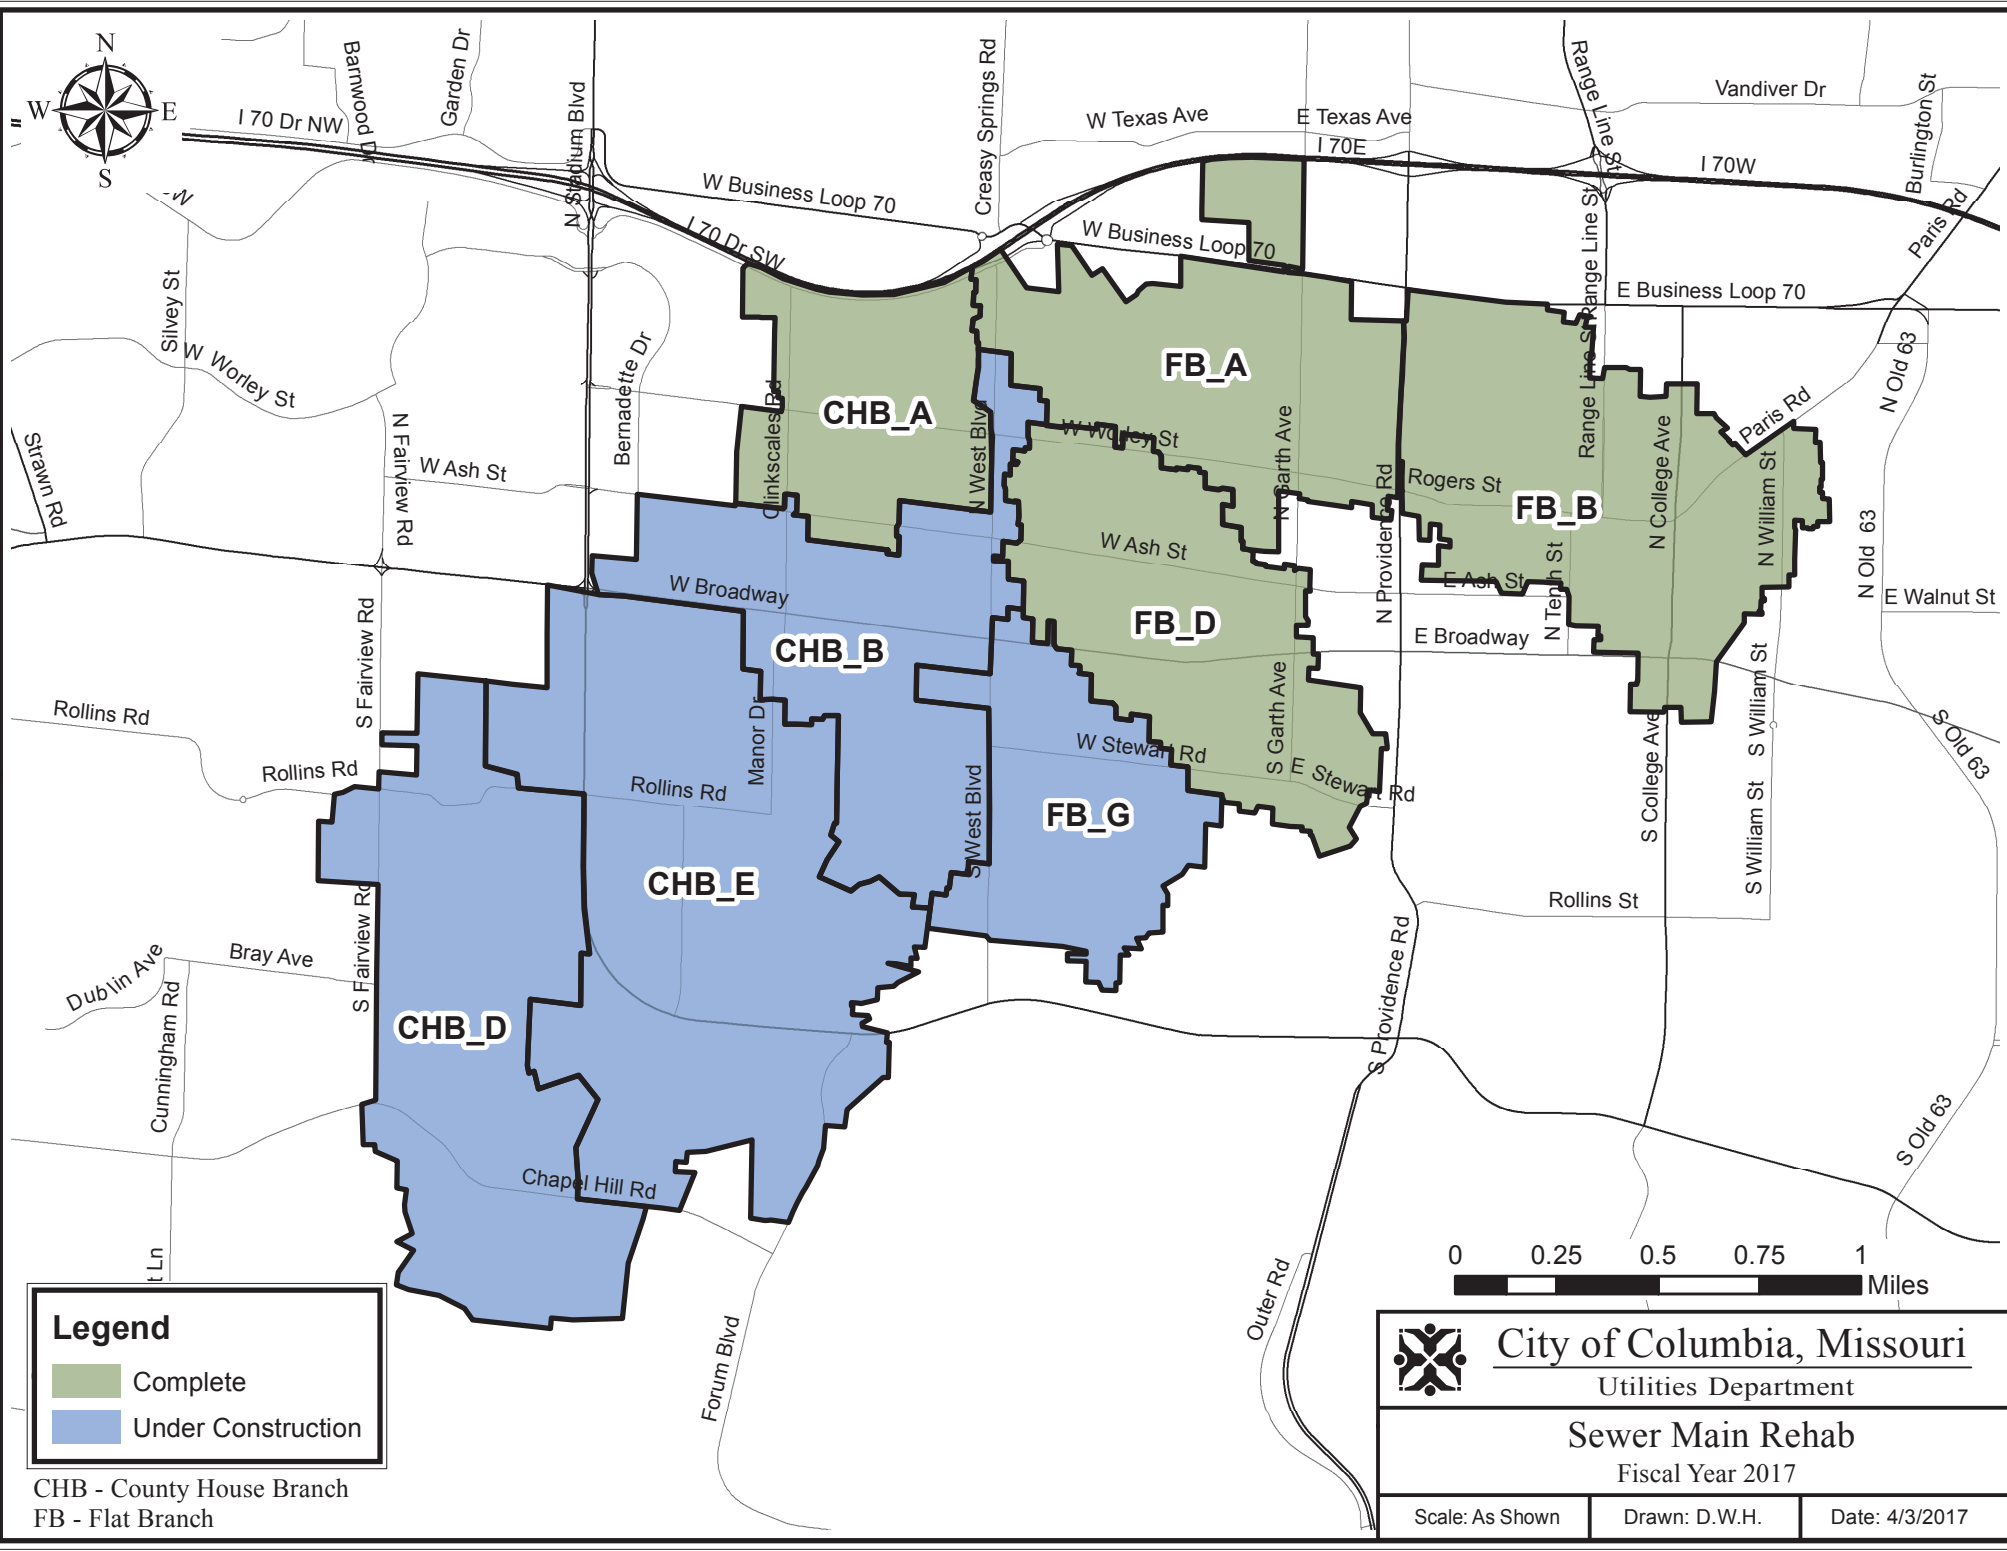 N
W
E
S
Barnwood Dr
Garden Dr
N Stadium Blvd
Creasy Springs Rd
Range Line St
Vandiver Dr
Burlington St
I 70 Dr NW
W Texas Ave
E Texas Ave
I 70E
I 70W
W
W Business Loop 70
I 70 Dr SW
W Business Loop 70
Range Line St
Paris Rd
E Business Loop 70
Silvey St
W Worley St
Bernadette Dr
Clinkscales Rd
CHB_A
N West Blvd
FB_A
W Worley St
N Garth Ave
Range Line St
N College Ave
Paris Rd
N Old 63
Strawn Rd
N Fairview Rd
W Ash St
N Providence Rd
Rogers St
FB_B
N William St
N Old 63
W Ash St
E Ash St
N Tenth St
E Walnut St
W Broadway
FB_D
E Broadway
CHB_B
S Fairview Rd
Rollins Rd
Rollins Rd
Manor Dr
Rollins Rd
W Stewart Rd
S Garth Ave
E Stewart Rd
S College Ave
S William St
S William St
S Old 63
S West Blvd
FB_G
CHB_E
Rollins St
S Fairview Rd
Bray Ave
Dublin Ave
Cunningham Rd
CHB_D
S Providence Rd
S Old 63
Chapel Hill Rd
t Ln
Forum Blvd
Outer Rd
0 0.25 0.5 0.75 1
Miles
Legend
Complete
Under Construction
CHB - County House Branch
FB - Flat Branch
City of Columbia, Missouri
Utilities Department
Sewer Main Rehab
Fiscal Year 2017
Scale: As Shown
Drawn: D.W.H.
Date: 4/3/2017